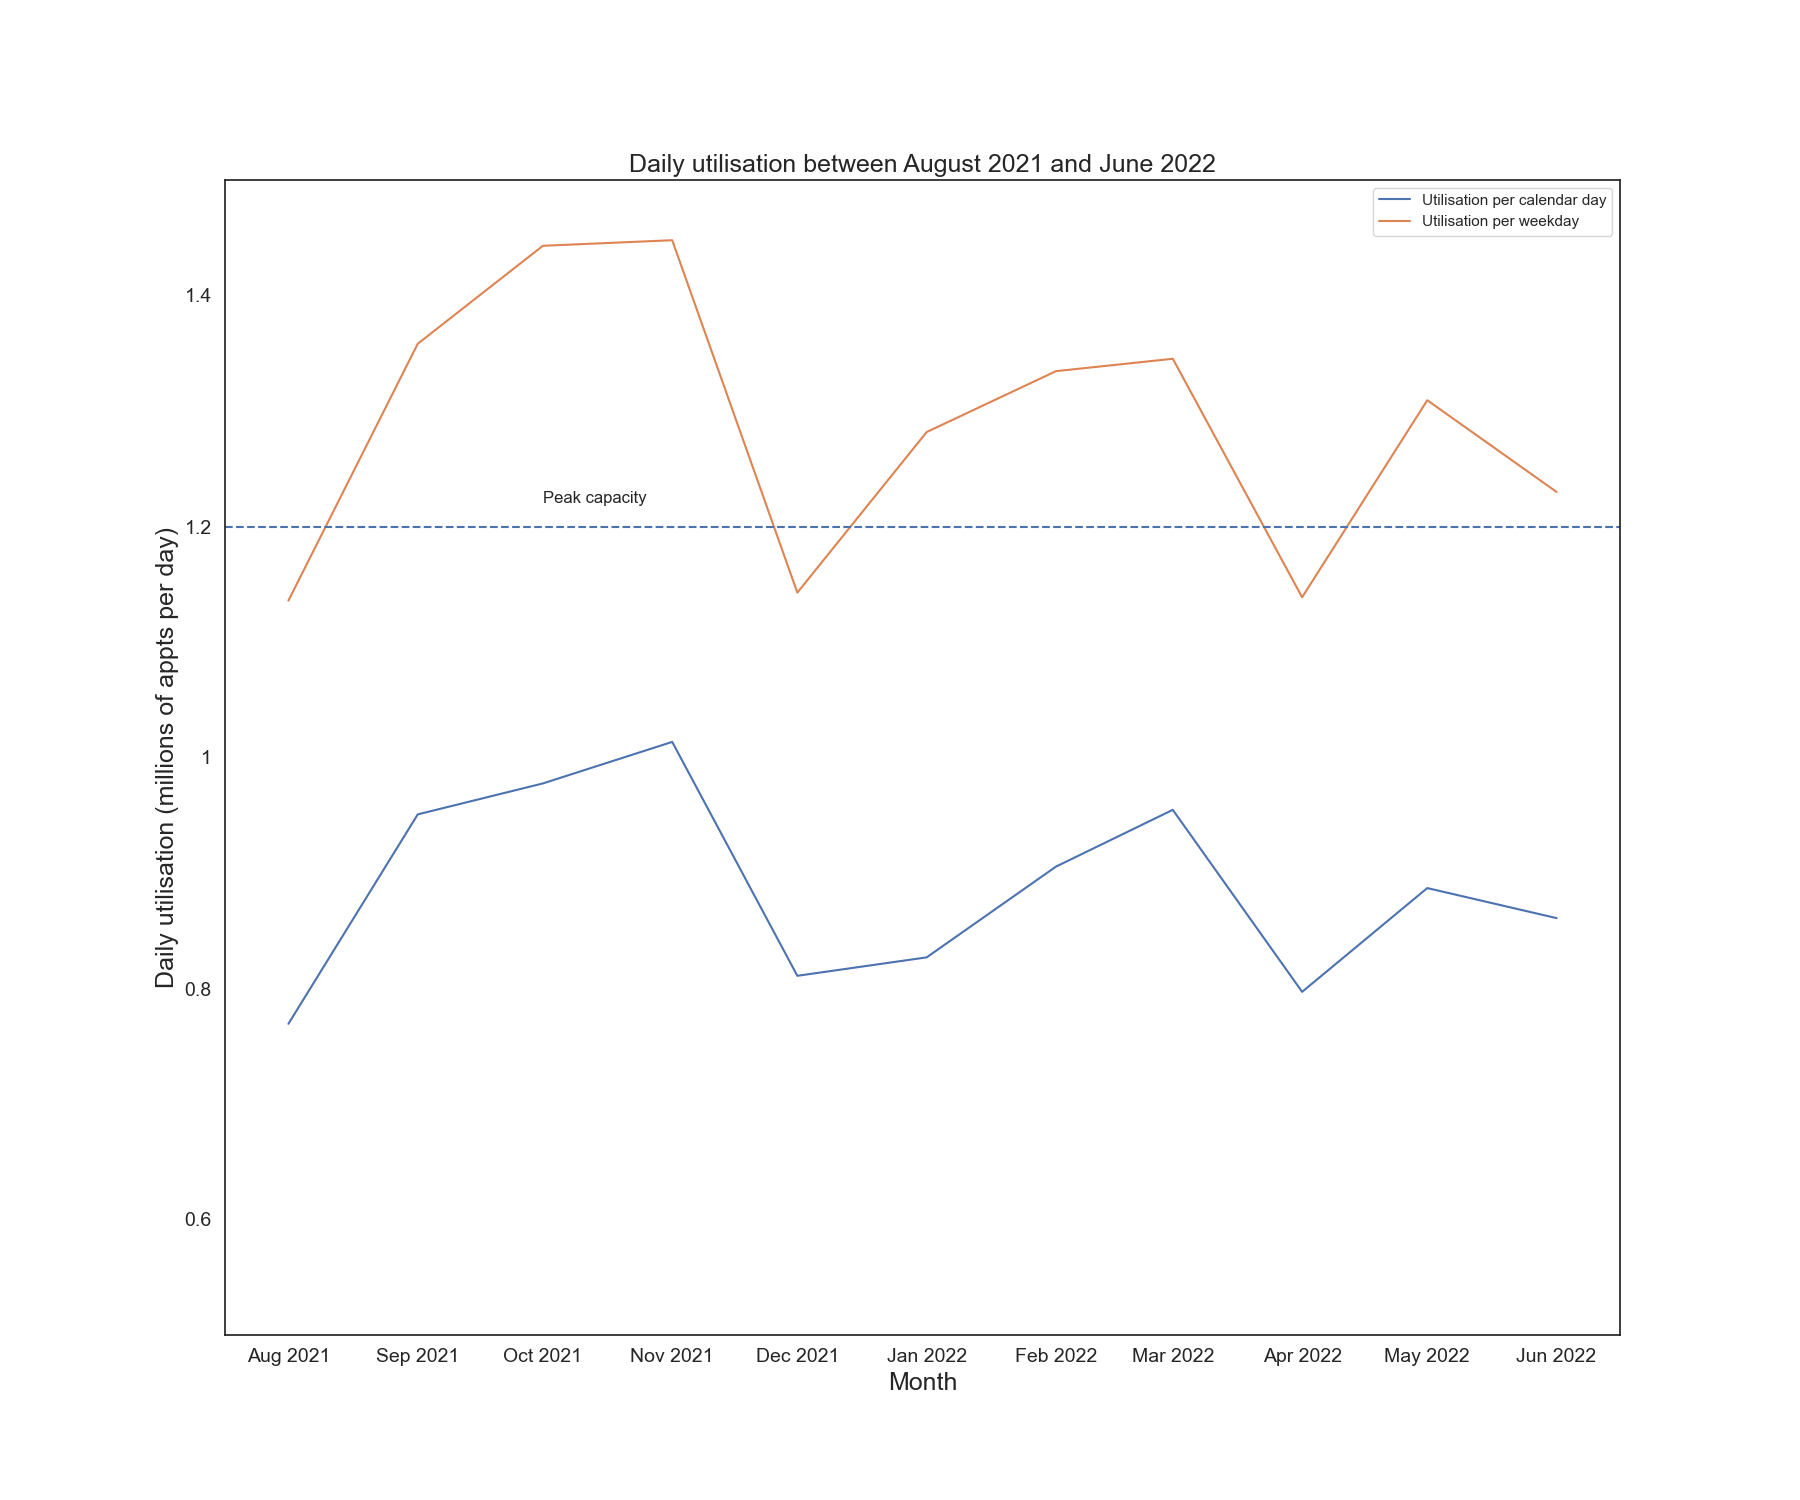 Daily utilisation between August 2021 and June 2022
Utilisation per calendar day
Utilisation per weekday
Daily utilisation (millions of appts per day)
1.4
1.2
1
0.8
0.6
Peak capacity
Aug 2021 Sep 2021 Oct 2021 Nov 2021 Dec 2021 Jan 2022 Feb 2022 Mar 2022 Apr 2022 May 2022 Jun 2022
Month